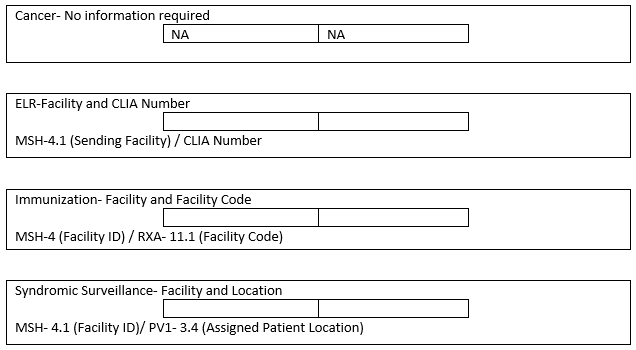 Cancer- No information required
NA NA
ELR-Facility and CLIA Number
MSH-4.1 (Sending Facility) / CLIA Number
Immunization- Facility and Facility Code
MSH-4 (Facility ID) / RXA- 11.1 (Facility Code)
Syndromic Surveillance- Facility and Location
MSH- 4.1 (Facility ID)/ PV1- 3.4 (Assigned Patient Location)